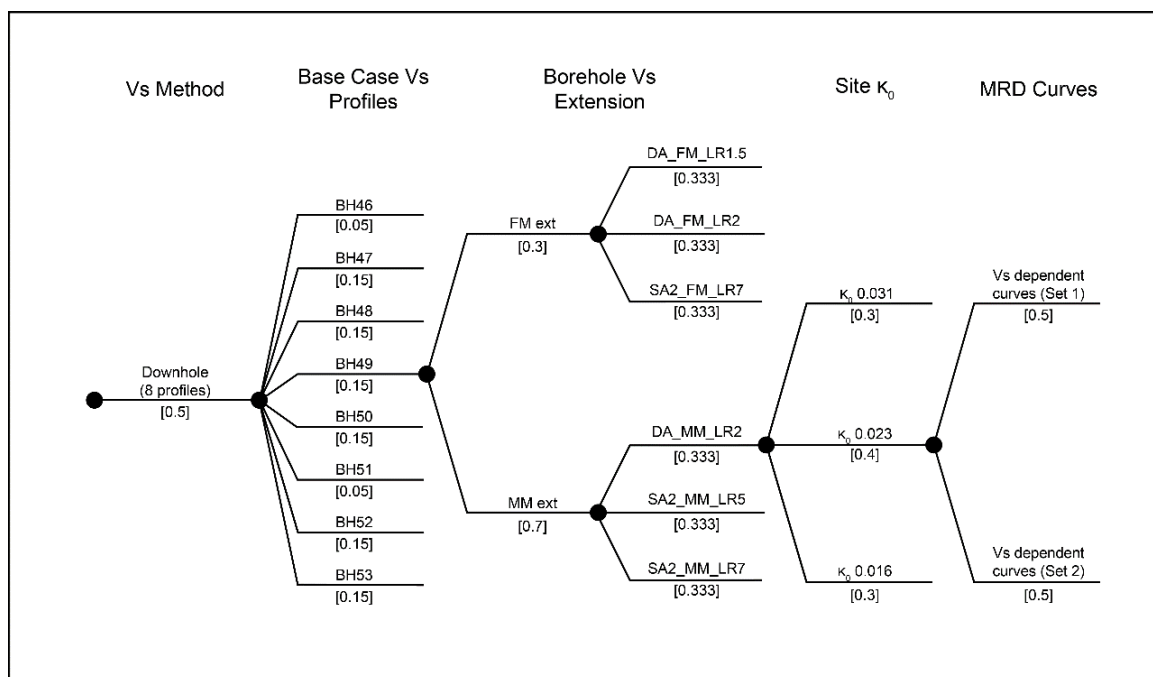 Vs Method
Base Case Vs
Profiles
Borehole Vs
Extension
Site κ₀
MRD Curves
Downhole
(8 profiles)
[0.5]
BH46
[0.05]
BH47
[0.15]
BH48
[0.15]
BH49
[0.15]
BH50
[0.15]
BH51
[0.05]
BH52
[0.15]
BH53
[0.15]
FM ext
[0.3]
MM ext
[0.7]
DA_FM_LR1.5
[0.333]
DA_FM_LR2
[0.333]
SA2_FM_LR7
[0.333]
DA_MM_LR2
[0.333]
SA2_MM_LR5
[0.333]
SA2_MM_LR7
[0.333]
κ₀ 0.031
[0.3]
κ₀ 0.023
[0.4]
κ₀ 0.016
[0.3]
Vs dependent
curves (Set 1)
[0.5]
Vs dependent
curves (Set 2)
[0.5]